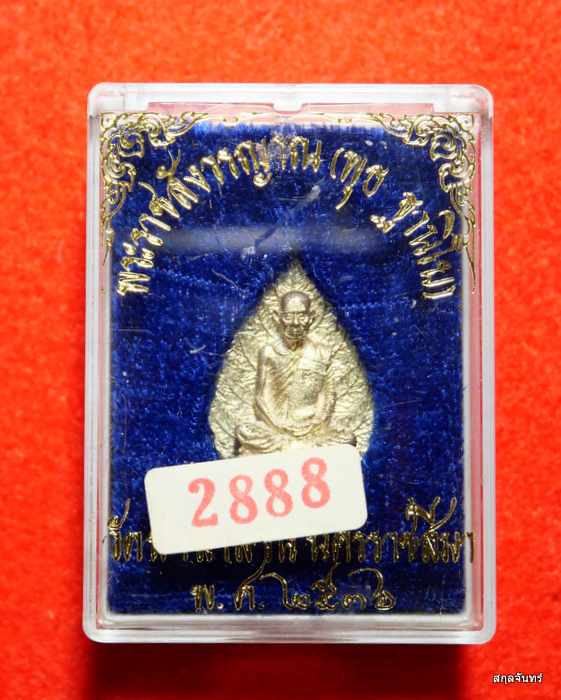 พระราชสังวรญาณ (พุธ ฐานิโย)
2888
นครราชสีมา
พ.ศ. ๒๕๓๖
สกุลจันทร์